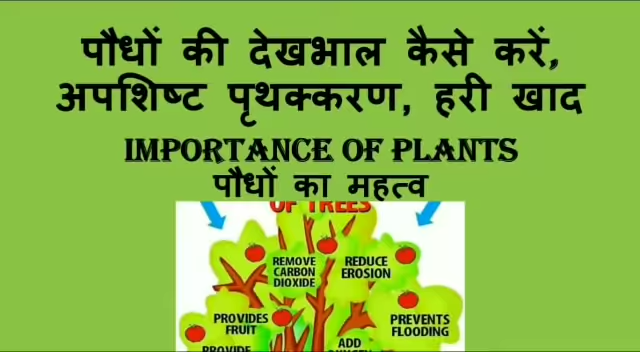 पौधों की देखभाल कैसे करें,
अपशिष्ट पृथक्करण, हरी खाद
IMPORTANCE OF PLANTS
पौधों का महत्व
OF TREES
REMOVE
CARBON
DIOXIDE
REDUCE
EROSION
PROVIDES
FRUIT
PREVENTS
FLOODING
PROVIDE
ADD